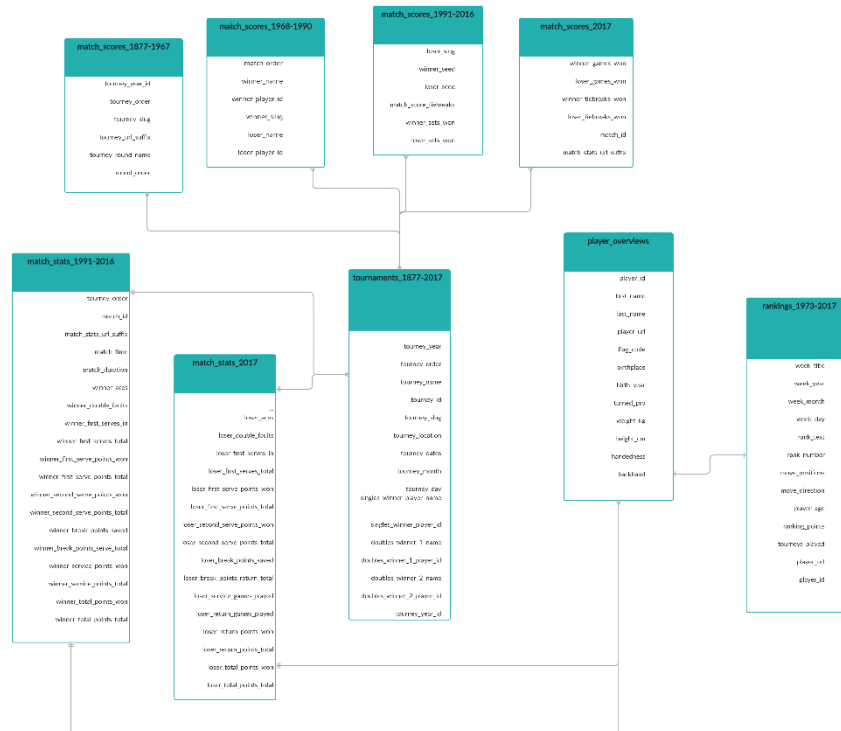 match_scores_1877-1967
tourney_year_id
tourney_order
tourney_slug
tourney_url_suffix
tourney_round_name
round_order
match_scores_1968-1990
match_order
winner_name
winner_player_id
winner_slug
loser_name
loser_player_id
match_scores_1991-2016
loser_slug
winner_seed
loser_seed
match_score_tiebreaks
winner_sets_won
loser_sets_won
match_scores_2017
winner_games_won
loser_games_won
winner_tiebreaks_won
loser_tiebreaks_won
match_id
match_stats_url_suffix
match_stats_1991-2016
tourney_order
match_id
match_stats_url_suffix
match_time
match_duration
winner_aces
winner_double_faults
winner_first_serves_in
winner_first_serves_total
winner_first_serve_points_won
winner_first_serve_points_total
winner_second_serve_points_won
winner_second_serve_points_total
winner_break_points_saved
winner_break_points_serve_total
winner_service_points_won
winner_service_points_total
winner_total_points_won
winner_total_points_total
match_stats_2017
loser_aces
loser_double_faults
loser_first_serves_in
loser_first_serves_total
loser_first_serve_points_won
loser_first_serve_points_total
loser_second_serve_points_won
loser_second_serve_points_total
loser_break_points_saved
loser_break_points_return_total
loser_service_games_played
loser_return_games_played
loser_return_points_won
loser_return_points_total
loser_total_points_won
loser_total_points_total
tournaments_1877-2017
tourney_year
tourney_order
tourney_name
tourney_id
tourney_slug
tourney_location
tourney_dates
tourney_month
tourney_day
singles_winner_player_name
singles_winner_player_id
doubles_winner_1_name
doubles_winner_1_player_id
doubles_winner_2_name
doubles_winner_2_player_id
tourney_year_id
player_overviews
player_id
first_name
last_name
player_url
flag_code
birthplace
birth_year
turned_pro
weight_kg
height_cm
handedness
backhand
rankings_1973-2017
week_title
week_year
week_month
week_day
rank_text
rank_number
move_positions
move_direction
player_age
ranking_points
tourneys_played
player_url
player_id